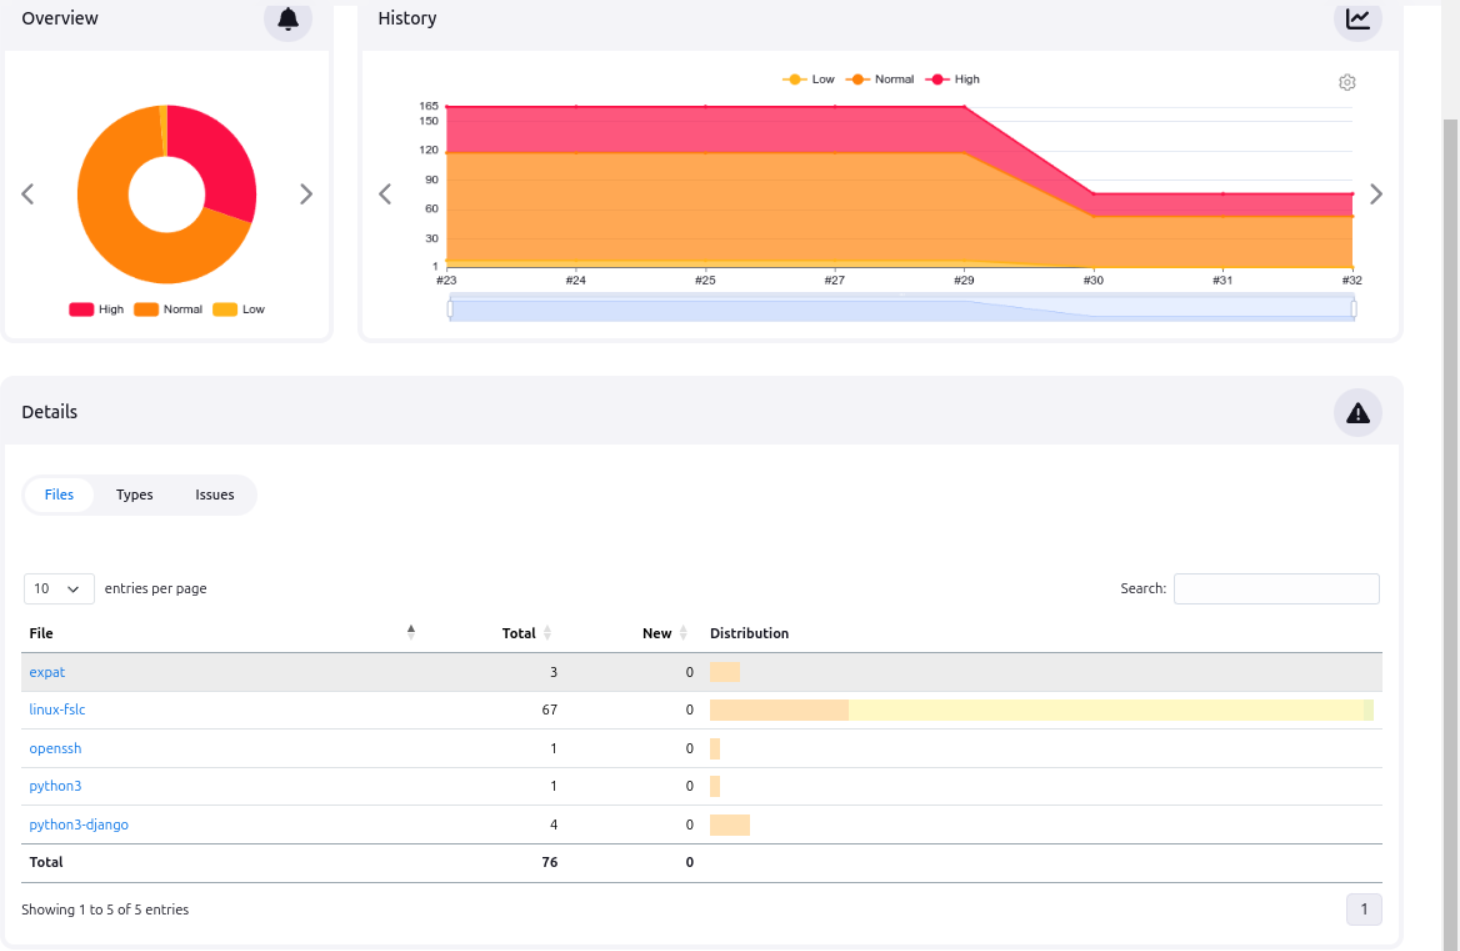 Overview
History
Low Normal High
165
150
120
90
60
30
1
#23 #24 #25 #27 #29 #30 #31 #32
High Normal Low
Details
Files Types Issues
10 entries per page
Search:
File Total New Distribution
expat 3 0
linux-fslc 67 0
openssh 1 0
python3 1 0
python3-django 4 0
Total 76 0
Showing 1 to 5 of 5 entries
1